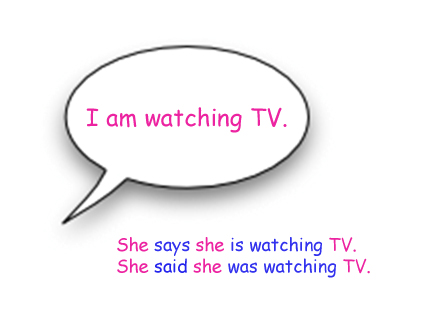 I am watching TV.
She says she is watching TV.
She said she was watching TV.